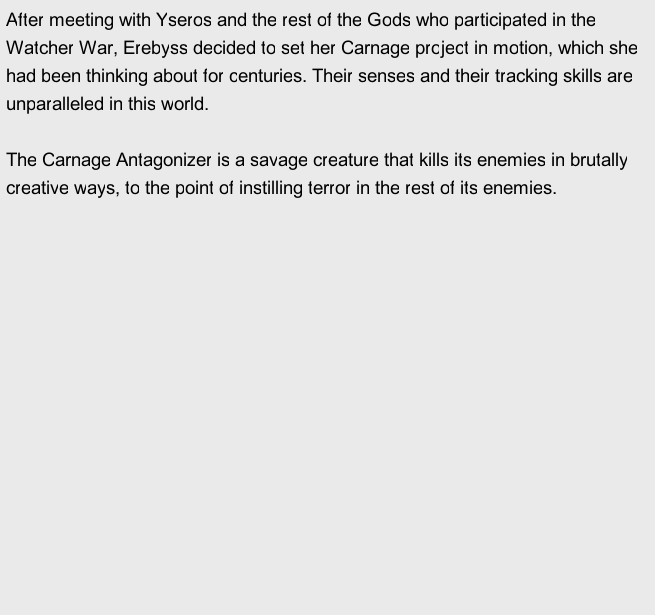 After meeting with Yseros and the rest of the Gods who participated in the
Watcher War, Erebyss decided to set her Carnage project in motion, which she
had been thinking about for centuries. Their senses and their tracking skills are
unparalleled in this world.
The Carnage Antagonizer is a savage creature that kills its enemies in brutally
creative ways, to the point of instilling terror in the rest of its enemies.